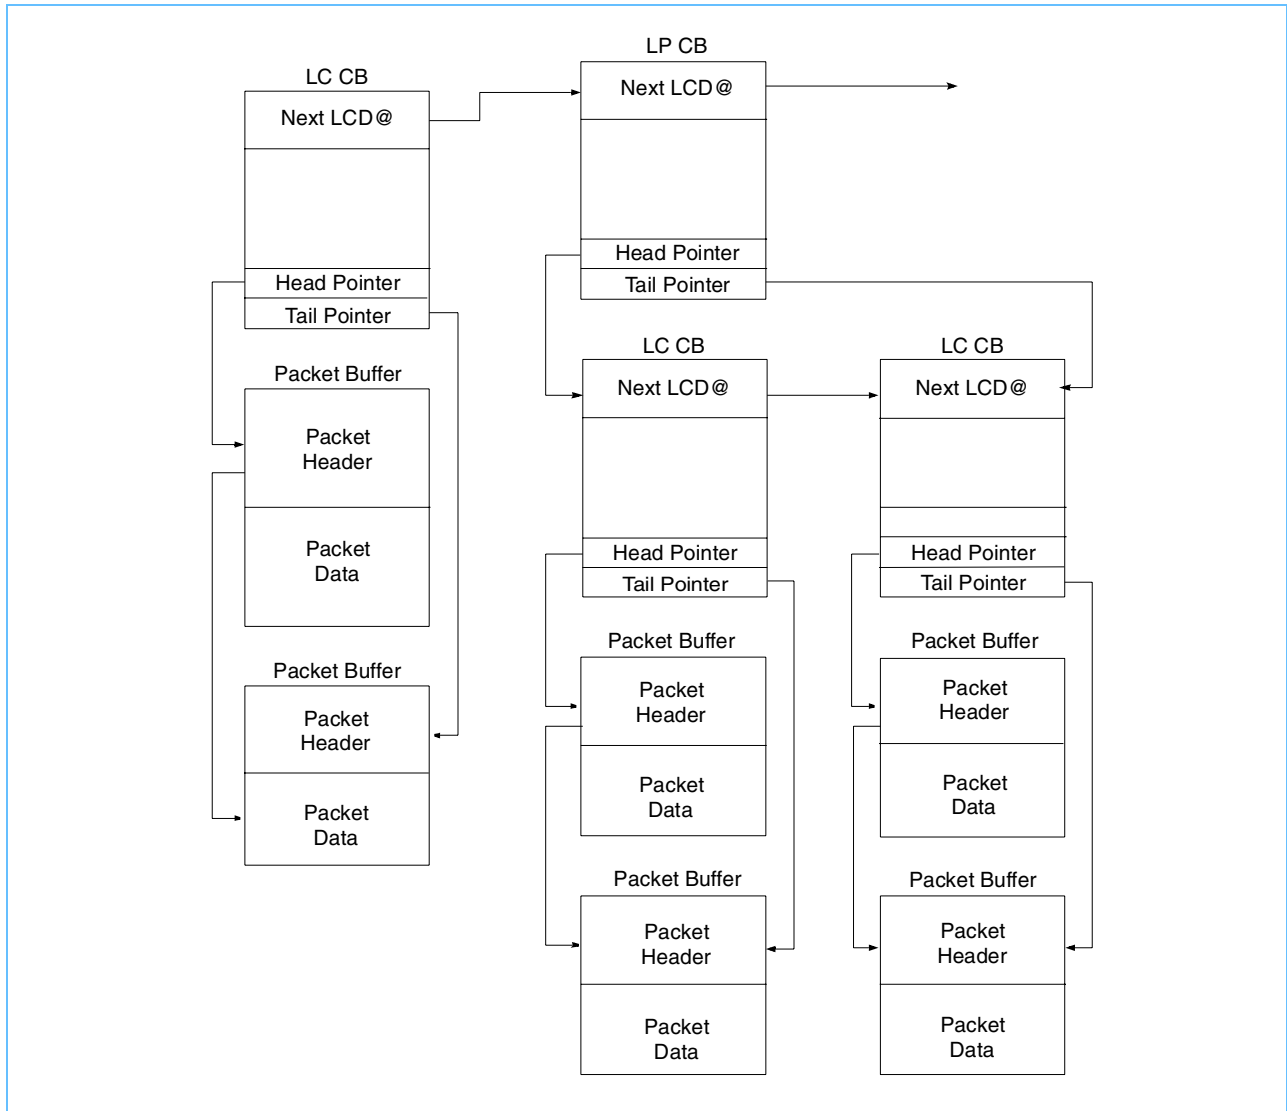 LC CB
Next LCD@
Head Pointer
Tail Pointer
Packet Buffer
Packet
Header
Packet
Data
Packet Buffer
Packet
Header
Packet
Data
LP CB
Next LCD@
Head Pointer
Tail Pointer
LC CB
Next LCD@
Head Pointer
Tail Pointer
Packet Buffer
Packet
Header
Packet
Data
Packet Buffer
Packet
Header
Packet
Data
LC CB
Next LCD@
Head Pointer
Tail Pointer
Packet Buffer
Packet
Header
Packet
Data
Packet Buffer
Packet
Header
Packet
Data